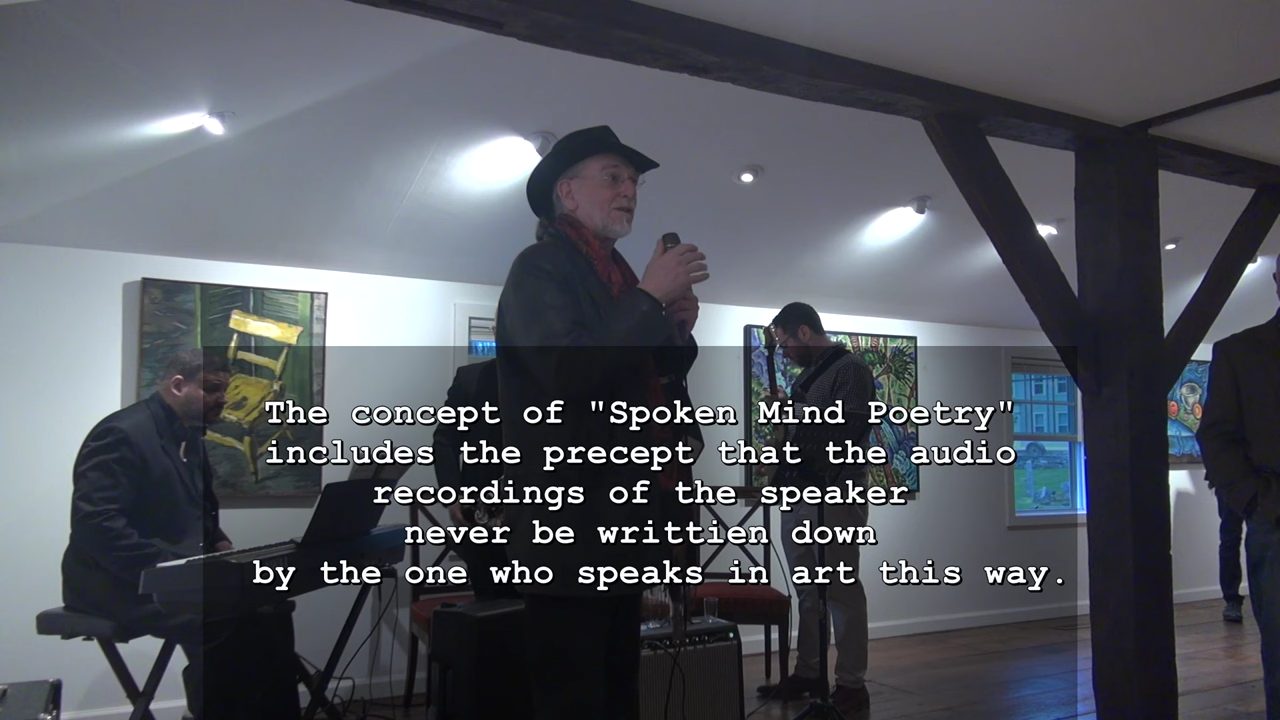 The concept of "Spoken Mind Poetry"
includes the precept that the audio
recordings of the speaker
never be writtien down
by the one who speaks in art this way.